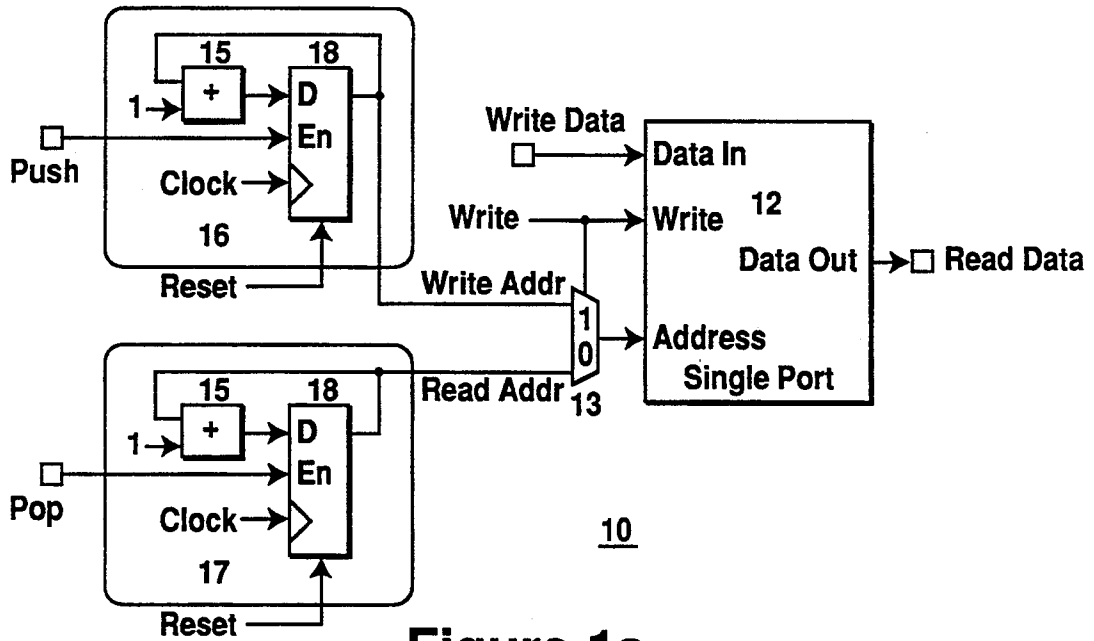 15 18
+ D
1
En
Push
Clock
16
Reset
Write Data
Data In
12
Write
Write
Data Out
Read Data
Write Addr
1
0
Address
Single Port
Read Addr
13
15 18
+ D
1
En
Pop
Clock
17
Reset
10